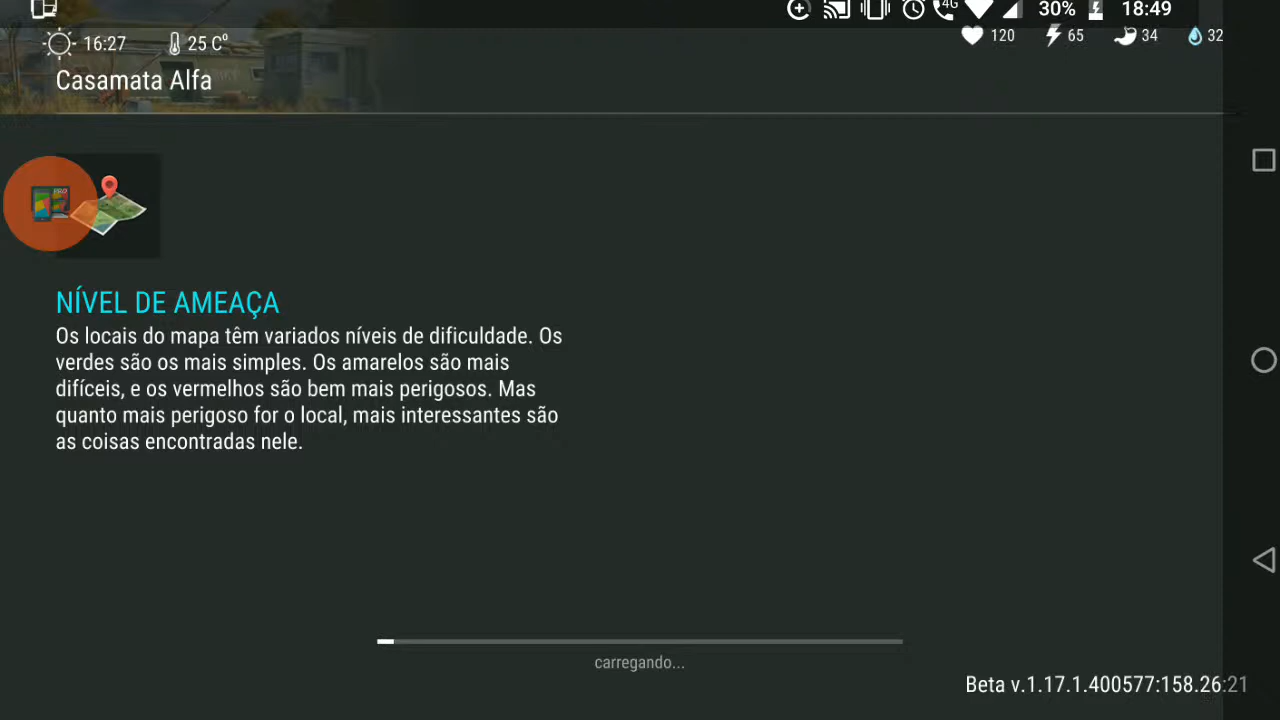 4G 30% 18:49
16:27 25 Cº 120 65 34 32
Casamata Alfa
NÍVEL DE AMEAÇA
Os locais do mapa têm variados níveis de dificuldade. Os
verdes são os mais simples. Os amarelos são mais
difíceis, e os vermelhos são bem mais perigosos. Mas
quanto mais perigoso for o local, mais interessantes são
as coisas encontradas nele.
carregando...
Beta v.1.17.1.400577:158.26:21